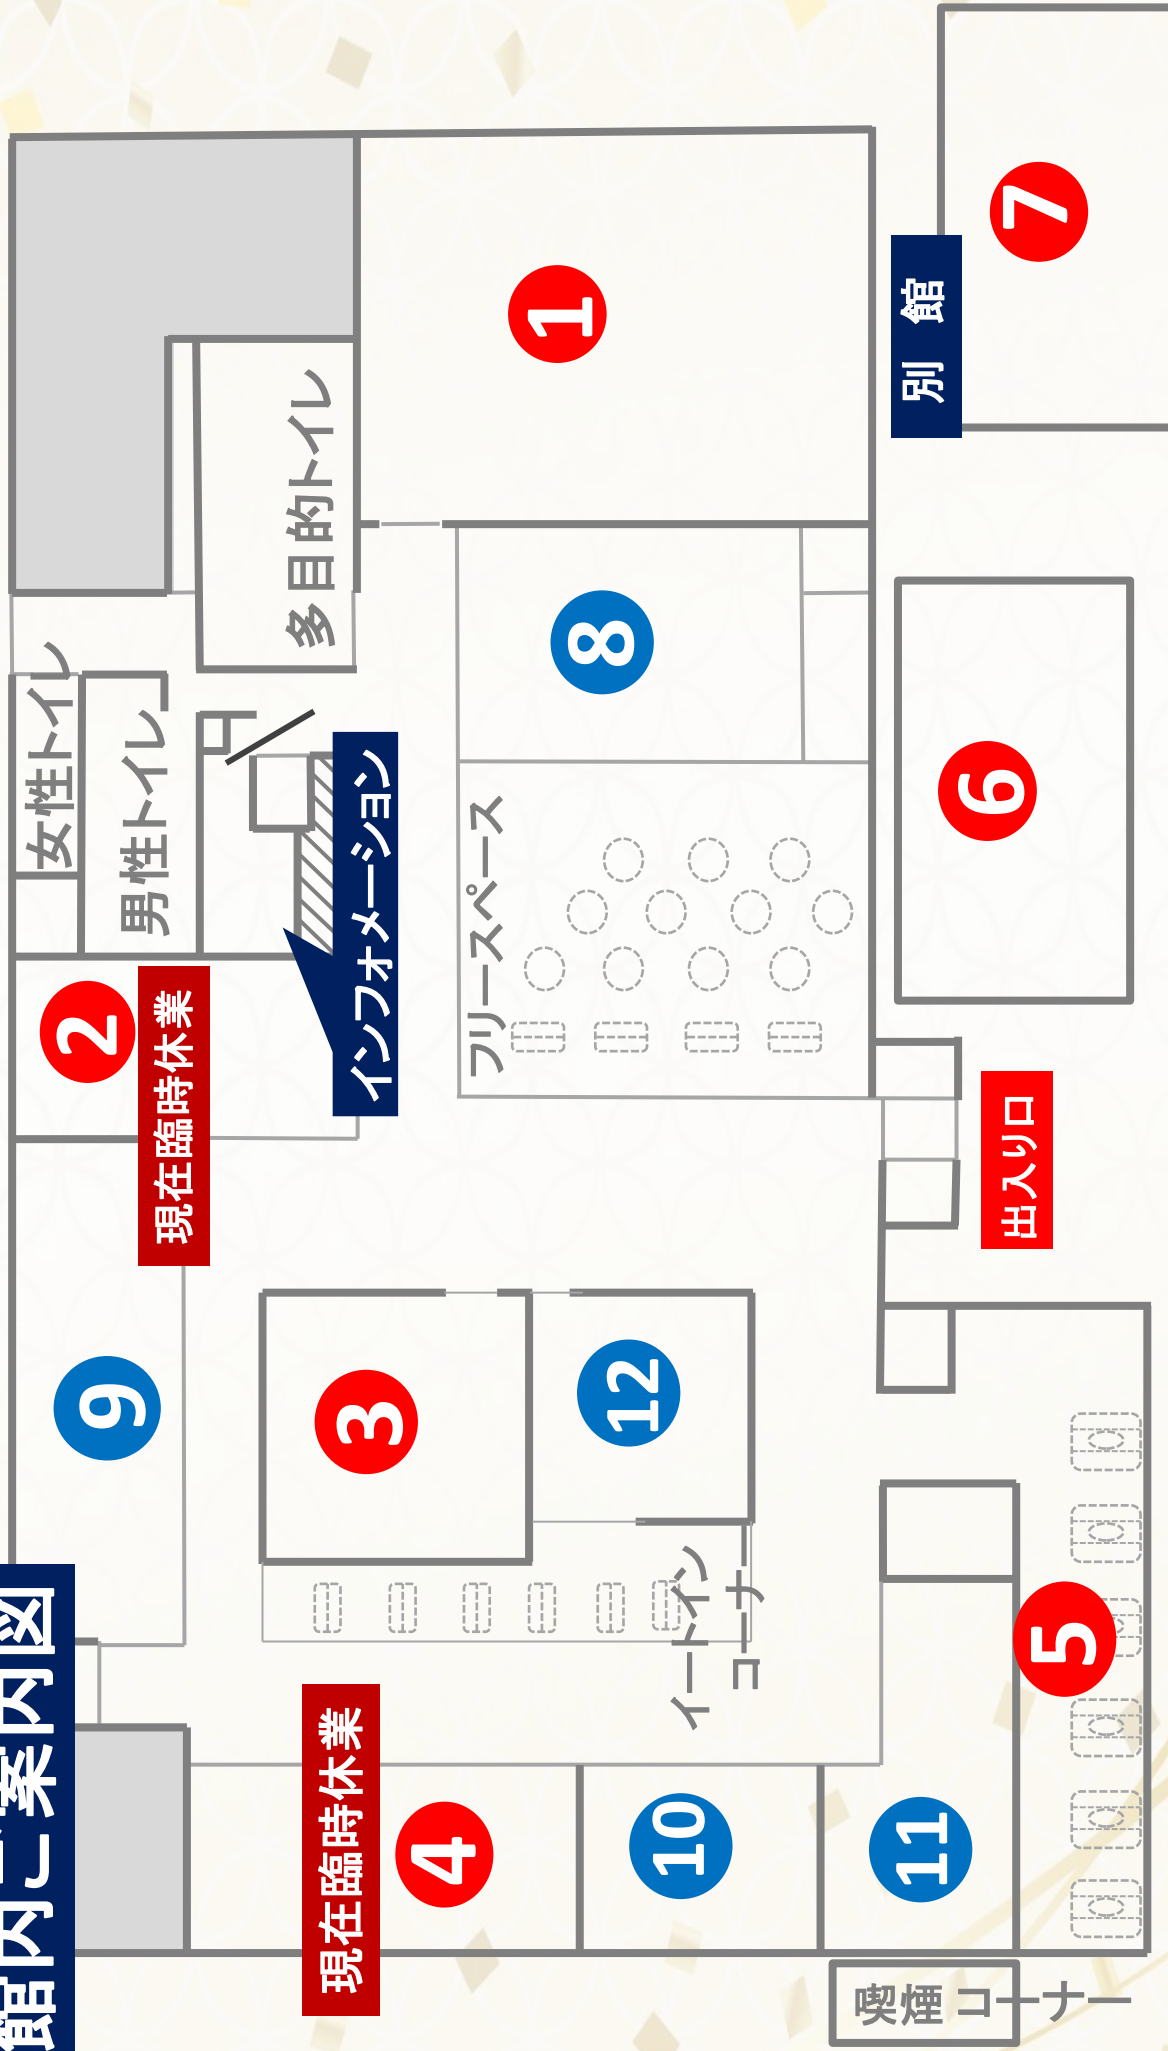 館内ご案内図
女性トイレ
2
9
男性トイレ
現在臨時休業
多目的トイレ
現在臨時休業
インフォメーション
3
4
フリースペース
1
8
12
10
イートイン
コーナー
11
別 館
喫煙コーナー
6
出入り口
7
5